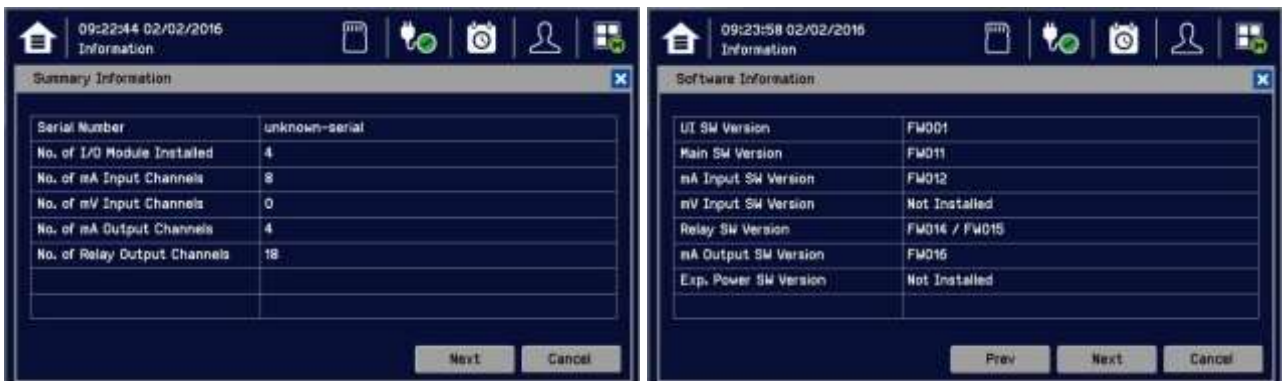 09:22:44 02/02/2016
Information
Summary Information
Serial Number unknown-serial
No. of I/O Module Installed 4
No. of mA Input Channels 8
No. of mV Input Channels 0
No. of mA Output Channels 4
No. of Relay Output Channels 18
Next Cancel
09:23:58 02/02/2016
Information
Software Information
UI SW Version FW001
Main SW Version FW011
mA Input SW Version FW012
mV Input SW Version Not Installed
Relay SW Version FW014 / FW015
mA Output SW Version FW016
Exp. Power SW Version Not Installed
Prev Next Cancel